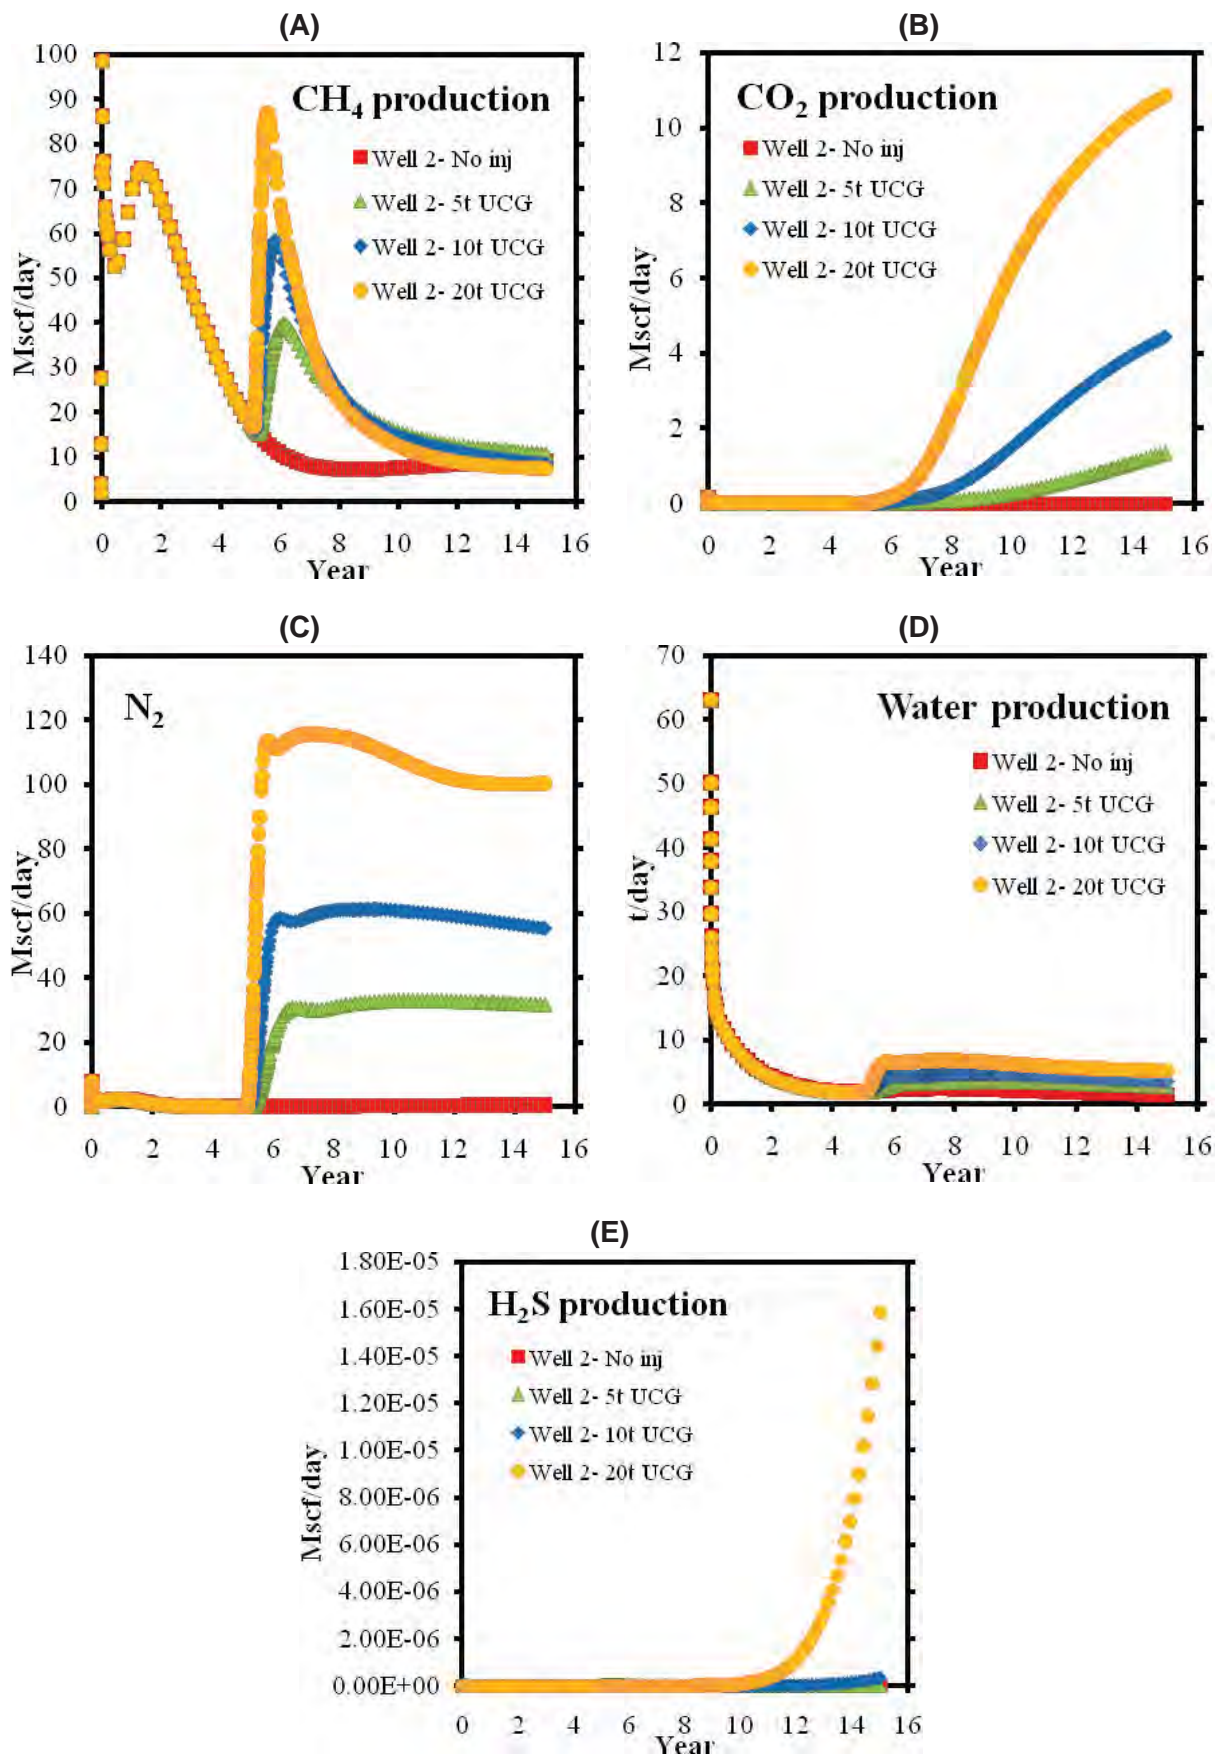 (A)
100
90
80
70
60
50
40
30
20
10
0
Mscf/day
CH4 production
Well 2- No inj
Well 2- 5t UCG
Well 2- 10t UCG
Well 2- 20t UCG
0 2 4 6 8 10 12 14 16
Year
(B)
12
10
8
6
4
2
0
Mscf/day
CO2 production
Well 2- No inj
Well 2- 5t UCG
Well 2- 10t UCG
Well 2- 20t UCG
0 2 4 6 8 10 12 14 16
Year
(C)
140
120
100
80
60
40
20
0
Mscf/day
N2
0 2 4 6 8 10 12 14 16
Year
(D)
70
60
50
40
30
20
10
0
t/day
Water production
Well 2- No inj
Well 2- 5t UCG
Well 2- 10t UCG
Well 2- 20t UCG
0 2 4 6 8 10 12 14 16
Year
(E)
1.80E-05
1.60E-05
1.40E-05
1.20E-05
1.00E-05
8.00E-06
6.00E-06
4.00E-06
2.00E-06
0.00E+00
Mscf/day
H2S production
Well 2- No inj
Well 2- 5t UCG
Well 2- 10t UCG
Well 2- 20t UCG
0 2 4 6 8 10 12 14 16
Year